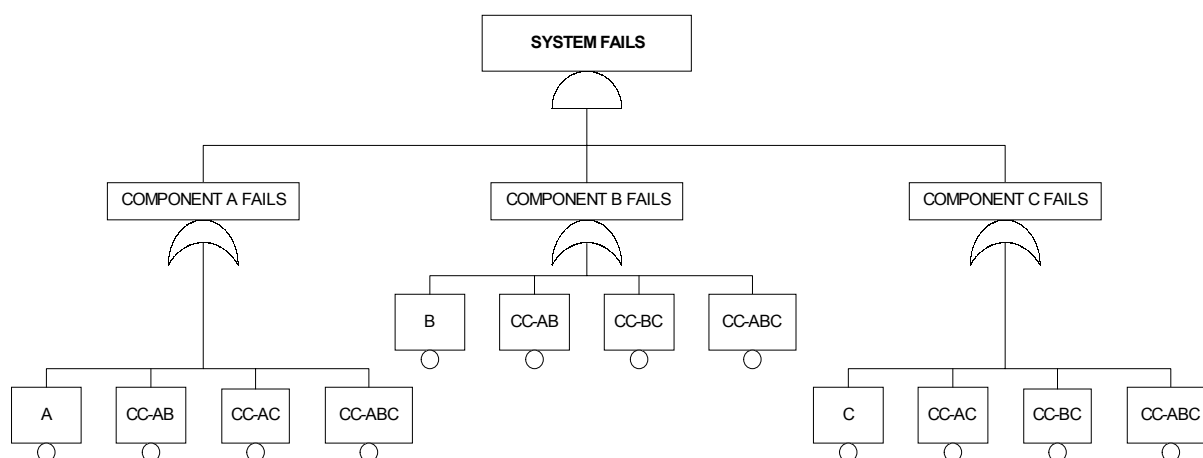 SYSTEM FAILS
COMPONENT A FAILS
COMPONENT B FAILS
COMPONENT C FAILS
B
CC-AB
CC-BC
CC-ABC
A
CC-AB
CC-AC
CC-ABC
C
CC-AC
CC-BC
CC-ABC